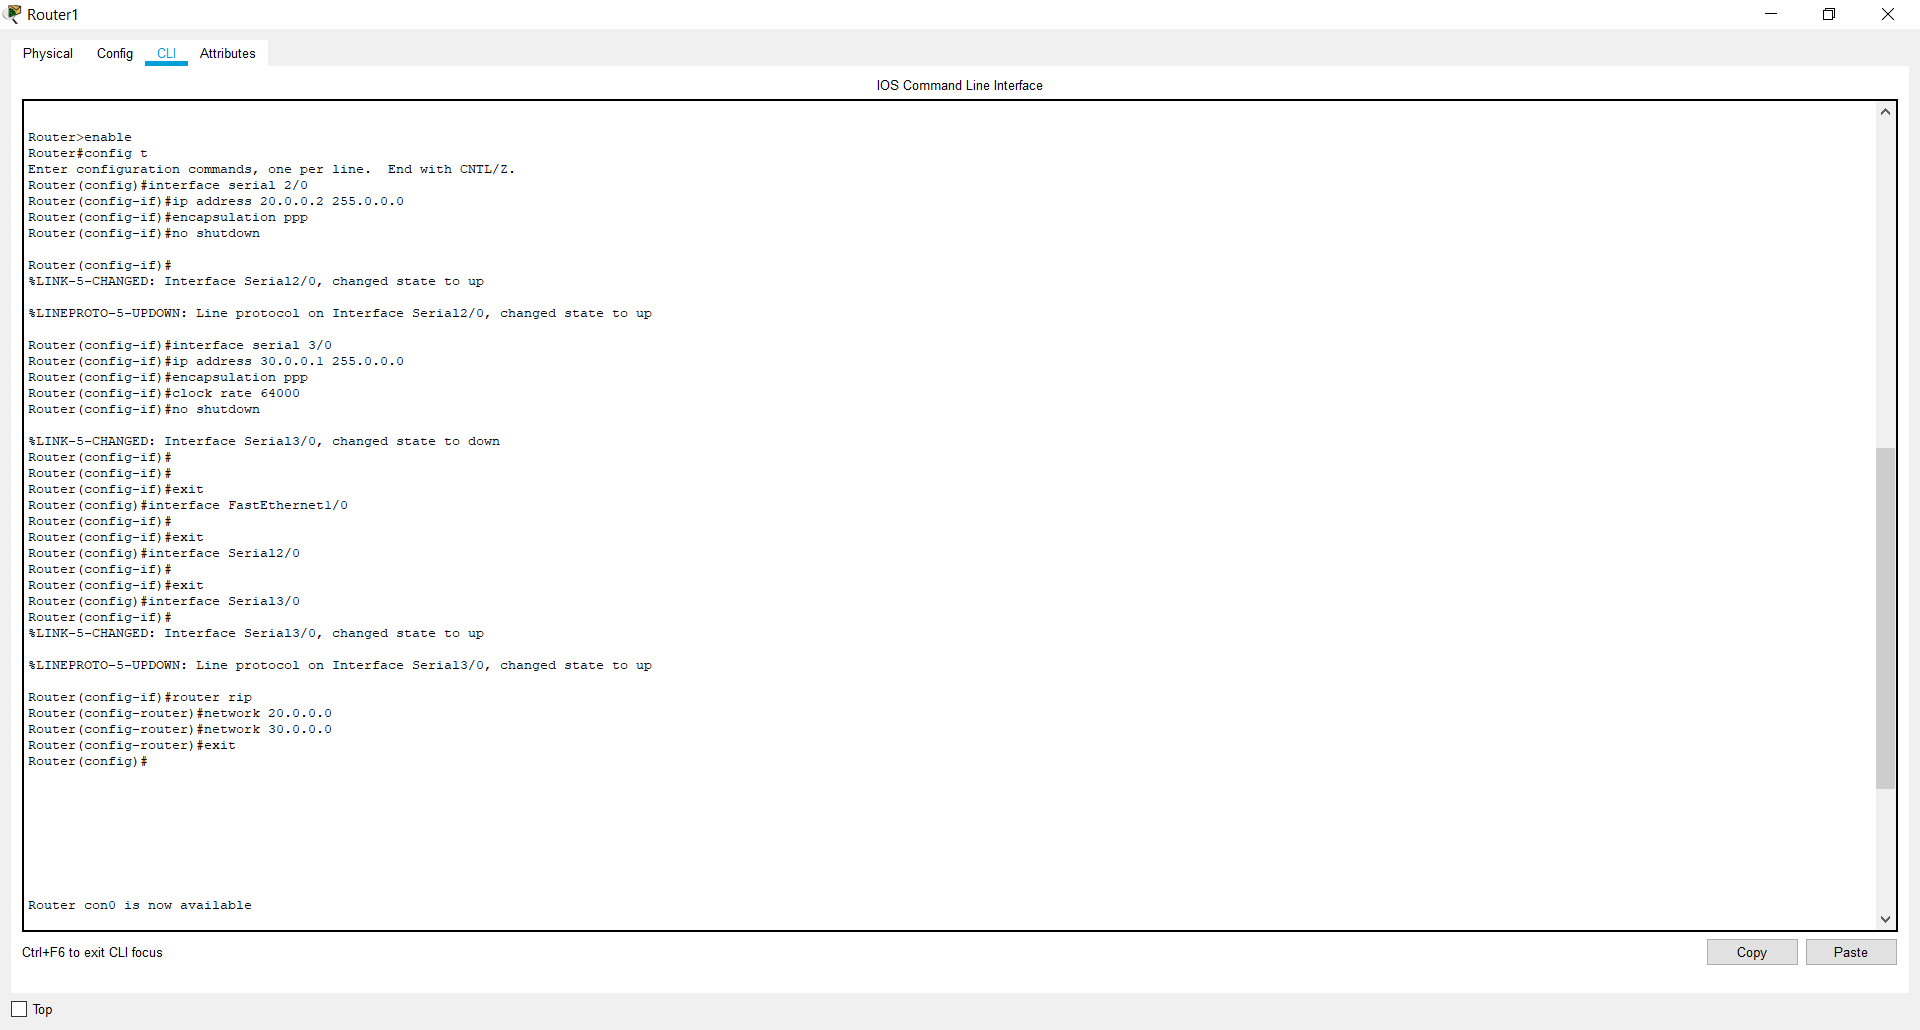 Router1
Physical Config CLI Attributes
IOS Command Line Interface
Router>enable
Router#config t
Enter configuration commands, one per line.  End with CNTL/Z.
Router(config)#interface serial 2/0
Router(config-if)#ip address 20.0.0.2 255.0.0.0
Router(config-if)#encapsulation ppp
Router(config-if)#no shutdown
Router(config-if)#
%LINK-5-CHANGED: Interface Serial2/0, changed state to up
%LINEPROTO-5-UPDOWN: Line protocol on Interface Serial2/0, changed state to up
Router(config-if)#interface serial 3/0
Router(config-if)#ip address 30.0.0.1 255.0.0.0
Router(config-if)#encapsulation ppp
Router(config-if)#clock rate 64000
Router(config-if)#no shutdown
%LINK-5-CHANGED: Interface Serial3/0, changed state to down
Router(config-if)#
Router(config-if)#
Router(config-if)#exit
Router(config)#interface FastEthernet1/0
Router(config-if)#
Router(config-if)#exit
Router(config)#interface Serial2/0
Router(config-if)#
Router(config-if)#exit
Router(config)#interface Serial3/0
Router(config-if)#
%LINK-5-CHANGED: Interface Serial3/0, changed state to up
%LINEPROTO-5-UPDOWN: Line protocol on Interface Serial3/0, changed state to up
Router(config-if)#router rip
Router(config-router)#network 20.0.0.0
Router(config-router)#network 30.0.0.0
Router(config-router)#exit
Router(config)#
Router con0 is now available
Ctrl+F6 to exit CLI focus
Copy Paste
Top